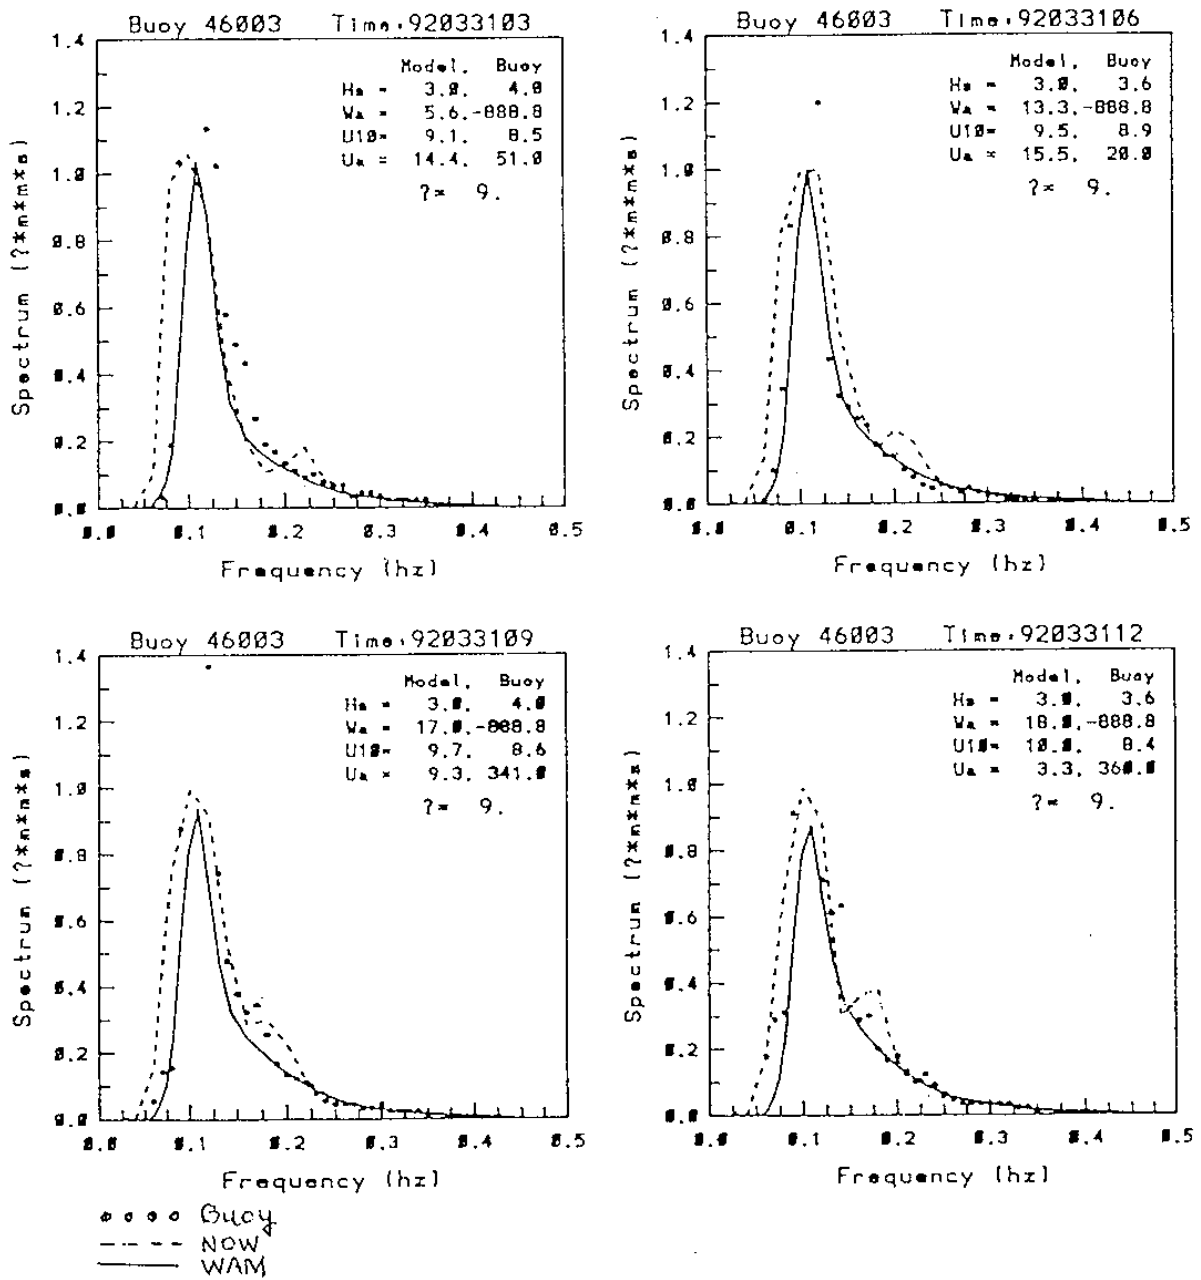 Buoy 46003 Time:92033103
1.4
1.2
1.0
0.8
0.6
0.4
0.2
0.0
Spectrum (?*m*m*s)
Model, Buoy
Hs = 3.0, 4.0
Wa = 5.6,-888.8
U10= 9.1, 8.5
Ua = 14.4, 51.0
?= 9.
0.0 0.1 0.2 0.3 0.4 0.5
Frequency (hz)
Buoy 46003 Time:92033106
1.4
1.2
1.0
0.8
0.6
0.4
0.2
0.0
Spectrum (?*m*m*s)
Model, Buoy
Hs = 3.0, 3.6
Wa = 13.3,-888.8
U10= 9.5, 8.9
Ua = 15.5, 20.0
?= 9.
0.0 0.1 0.2 0.3 0.4 0.5
Frequency (hz)
Buoy 46003 Time:92033109
1.4
1.2
1.0
0.8
0.6
0.4
0.2
0.0
Spectrum (?*m*m*s)
Model, Buoy
Hs = 3.0, 4.0
Wa = 17.0,-888.8
U10= 9.7, 8.6
Ua = 9.3, 341.0
?= 9.
0.0 0.1 0.2 0.3 0.4 0.5
Frequency (hz)
Buoy 46003 Time:92033112
1.4
1.2
1.0
0.8
0.6
0.4
0.2
0.0
Spectrum (?*m*m*s)
Model, Buoy
Hs = 3.0, 3.6
Wa = 18.0,-888.8
U10= 10.0, 8.4
Ua = 3.3, 360.0
?= 9.
0.0 0.1 0.2 0.3 0.4 0.5
Frequency (hz)
Buoy
NOW
WAM